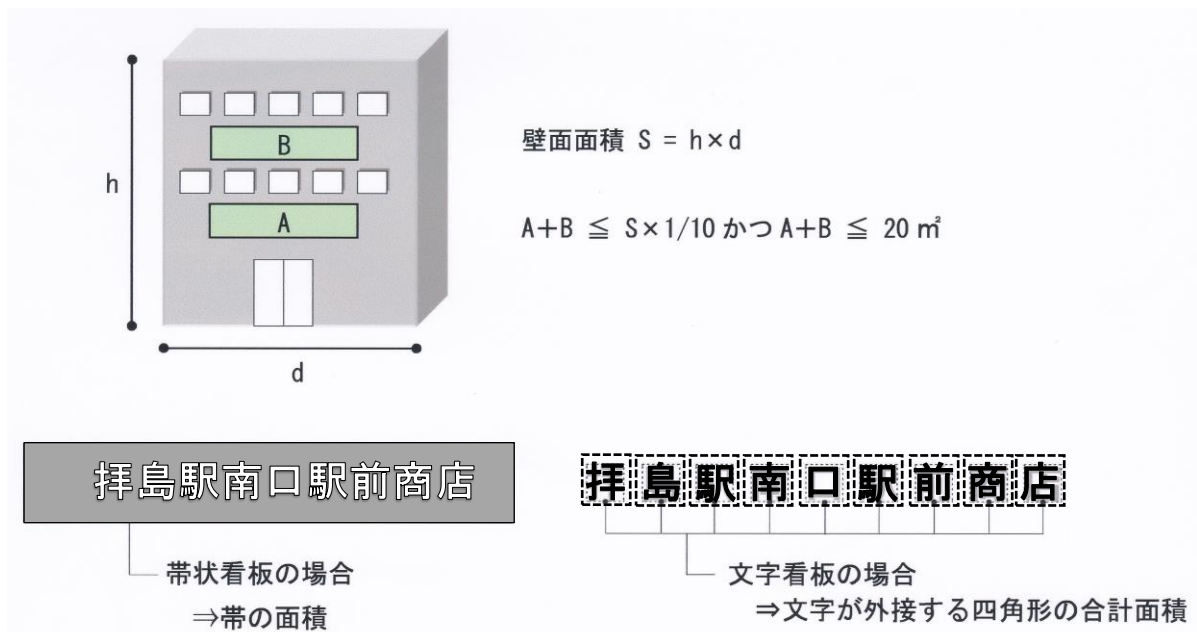 B
h
A
d
壁面面積 S = h×d
A+B ≦ S×1/10かつA+B ≦ 20㎡
拝島駅南口駅前商店
帯状看板の場合
⇒帯の面積
拝島駅南口駅前商店
文字看板の場合
⇒文字が外接する四角形の合計面積